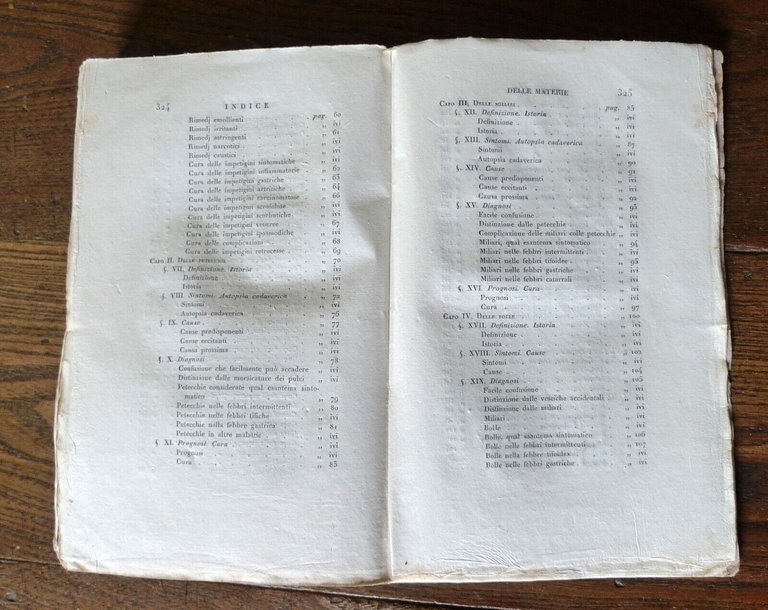 324 INDICE
Rimedj emollienti pag. 60
Rimedj irritanti „ ivi
Rimedj astringenti „ 61
Rimedj narcotici „ ivi
Rimedj caustici „ ivi
Cura delle impetigini sintomatiche „ ivi
Cura delle impetigini infiammatorie „ 62
Cura delle impetigini gastriche „ 63
Cura delle impetigini artritiche „ 64
Cura delle impetigini carcinomatose „ 66
Cura delle impetigini scrofolose „ ivi
Cura delle impetigini scorbutiche „ ivi
Cura delle impetigini veneree „ 67
Cura delle impetigini spasmodiche „ ivi
Cura delle complicazioni „ 68
Cura delle impetigini retrocesse „ 69
CAPO II. DELLE PETECCHIE „ 70
§. VII. Definizione. Istoria „ ivi
Definizione „ ivi
Istoria „ ivi
§. VIII. Sintomi. Autopsia cadaverica „ 72
Sintomi „ ivi
Autopsia cadaverica „ 76
§. IX. Cause „ 77
Cause predisponenti „ ivi
Cause eccitanti „ ivi
Causa prossima „ ivi
§. X. Diagnosi „ 78
Confusione che facilmente può accadere „ ivi
Distinzione dalle morsicature dei pulci „ ivi
Petecchie considerate qual esantema sinto-
matico „ 79
Petecchie nelle febbri intermittenti „ 80
Petecchie nelle febbri tifiche „ ivi
Petecchie nella febbre gastrica „ 81
Petecchie in altre malattie „ ivi
§. XI. Prognosi. Cura „ ivi
Prognosi „ ivi
Cura „ 83
DELLE MATERIE 325
CAPO III. DELLE MILIARI pag. 85
§. XII. Definizione. Istoria „ ivi
Definizione „ ivi
Istoria „ ivi
§. XIII. Sintomi. Autopsia cadaverica „ 87
Sintomi „ ivi
Autopsia cadaverica „ 90
§. XIV. Cause „ 91
Cause predisponenti „ ivi
Cause eccitanti „ ivi
Causa prossima „ 92
§. XV. Diagnosi „ 93
Facile confusione „ ivi
Distinzione dalle petecchie „ ivi
Complicazione delle miliari colle petecchie „ ivi
Miliari, qual esantema sintomatico „ 94
Miliari nelle febbri intermittenti „ ivi
Miliari nelle febbri tifoidee „ 95
Miliari nelle febbri gastriche „ ivi
Miliari nelle febbri catarrali „ ivi
§. XVI. Prognosi. Cura „ ivi
Prognosi „ ivi
Cura „ 97
CAPO IV. DELLE BOLLE „ 100
§. XVII. Definizione. Istoria „ ivi
Definizione „ ivi
Istoria „ ivi
§. XVIII. Sintomi. Cause „ 102
Sintomi „ ivi
Cause „ 104
§. XIX. Diagnosi „ 105
Facile confusione „ ivi
Distinzione dalle vesciche accidentali „ ivi
Distinzione dalle miliari „ ivi
Miliari „ ivi
Bolle „ ivi
Bolle, qual esantema sintomatico „ 106
Bolle nelle febbri intermittenti „ 107
Bolle nella febbre tifoidea „ ivi
Bolle nelle febbri gastriche „ ivi